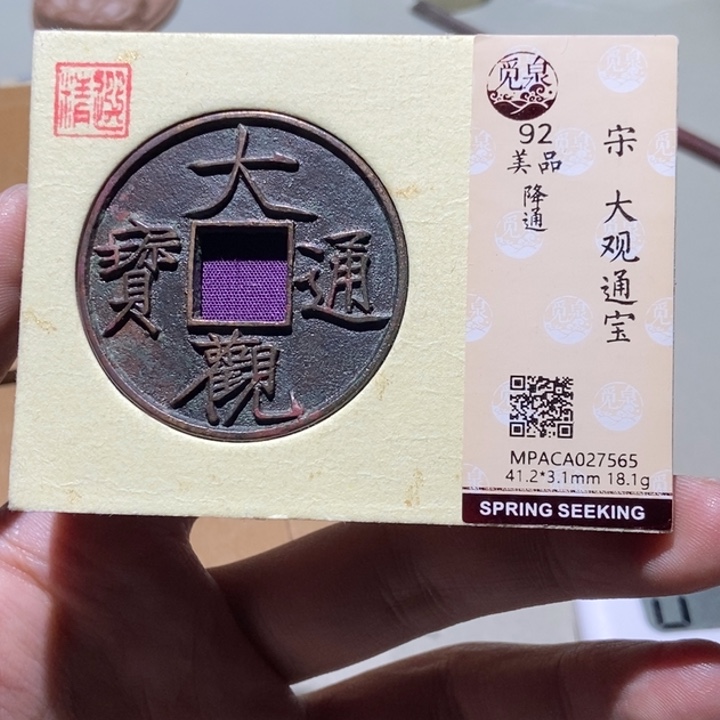 精選
大觀通寶
觅泉
92
美品
降通
宋 大观通宝
MPACA027565
41.2*3.1mm 18.1g
SPRING SEEKING